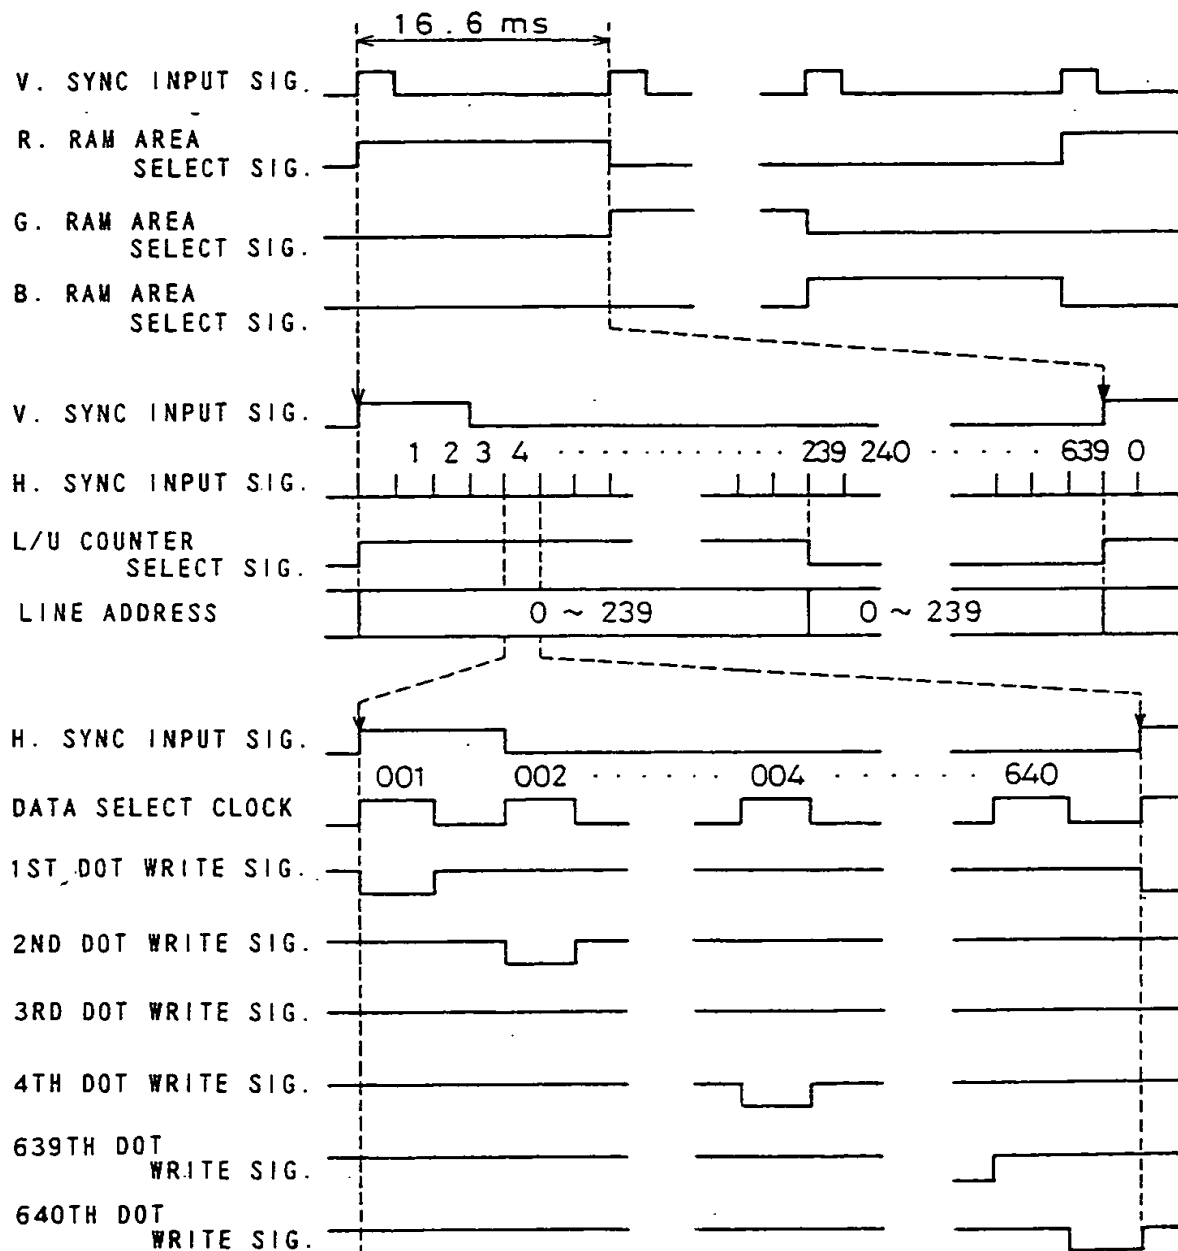 16.6 ms
V. SYNC INPUT SIG.
R. RAM AREA
SELECT SIG.
G. RAM AREA
SELECT SIG.
B. RAM AREA
SELECT SIG.
V. SYNC INPUT SIG.
1 2 3 4 · · · · · · · · · · · · 239 240 · · · · · 639 0
H. SYNC INPUT SIG.
L/U COUNTER
SELECT SIG.
LINE ADDRESS 0 ~ 239 0 ~ 239
H. SYNC INPUT SIG.
001 002 · · · · · 004 · · · · · · · 640
DATA SELECT CLOCK
1ST DOT WRITE SIG.
2ND DOT WRITE SIG.
3RD DOT WRITE SIG.
4TH DOT WRITE SIG.
639TH DOT
WRITE SIG.
640TH DOT
WRITE SIG.